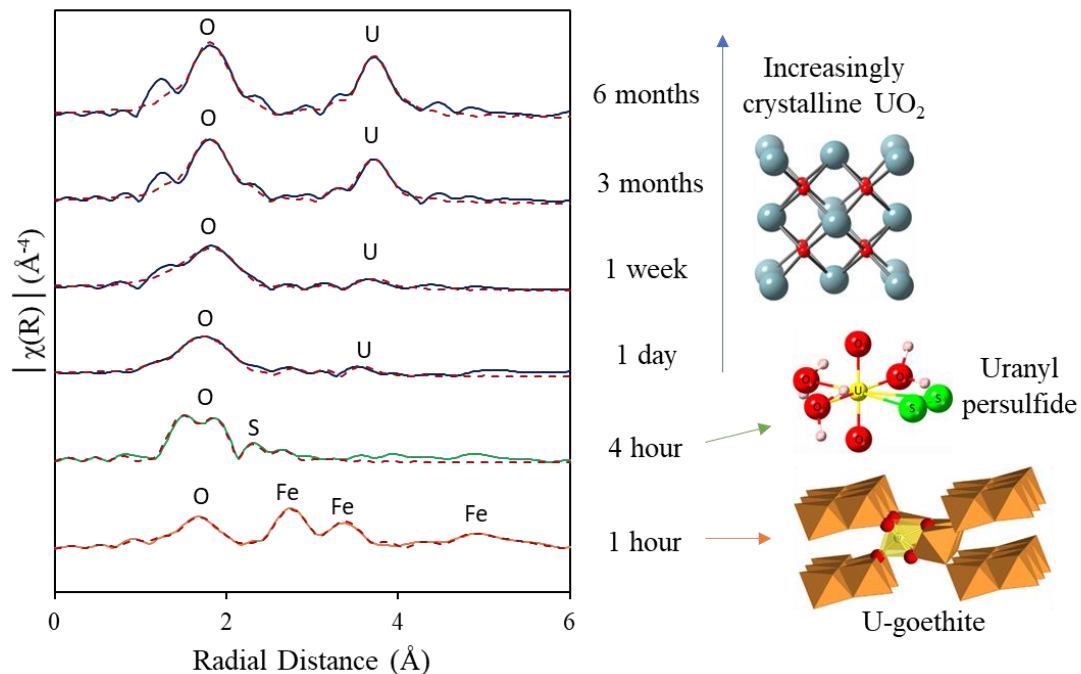 O
U
O
U
O
U
O
U
O
S
O
Fe
Fe
Fe
|χ(R)| (Å⁻⁴)
0
2
4
6
Radial Distance (Å)
6 months
3 months
1 week
1 day
4 hour
1 hour
Increasingly
crystalline UO₂
O
O
O
U
O
S
S
O
Uranyl
persulfide
U-goethite